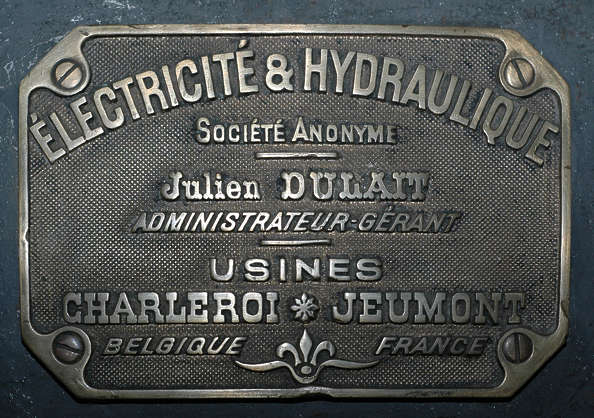 ÉLECTRICITÉ & HYDRAULIQUE
SOCIÉTÉ ANONYME
Julien DULAIT
ADMINISTRATEUR-GÉRANT
USINES
CHARLEROI * JEUMONT
BELGIQUE FRANCE